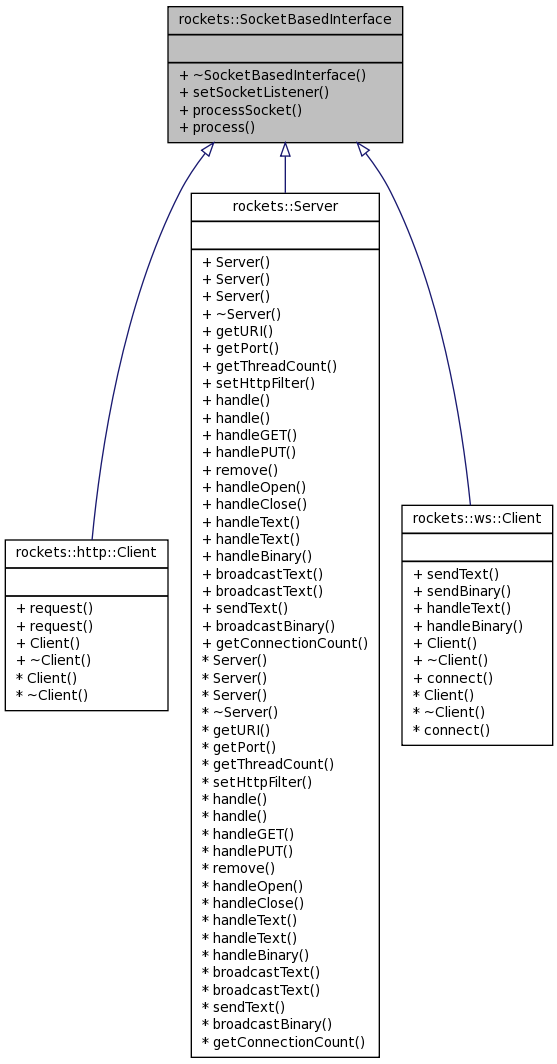 rockets::SocketBasedInterface
+ ~SocketBasedInterface()
+ setSocketListener()
+ processSocket()
+ process()
rockets::Server
+ Server()
+ Server()
+ Server()
+ ~Server()
+ getURI()
+ getPort()
+ getThreadCount()
+ setHttpFilter()
+ handle()
+ handle()
+ handleGET()
+ handlePUT()
+ remove()
+ handleOpen()
+ handleClose()
+ handleText()
+ handleText()
+ handleBinary()
+ broadcastText()
+ broadcastText()
+ sendText()
+ broadcastBinary()
+ getConnectionCount()
* Server()
* Server()
* Server()
* ~Server()
* getURI()
* getPort()
* getThreadCount()
* setHttpFilter()
* handle()
* handle()
* handleGET()
* handlePUT()
* remove()
* handleOpen()
* handleClose()
* handleText()
* handleText()
* handleBinary()
* broadcastText()
* broadcastText()
* sendText()
* broadcastBinary()
* getConnectionCount()
rockets::http::Client
+ request()
+ request()
+ Client()
+ ~Client()
* Client()
* ~Client()
rockets::ws::Client
+ sendText()
+ sendBinary()
+ handleText()
+ handleBinary()
+ Client()
+ ~Client()
+ connect()
* Client()
* ~Client()
* connect()